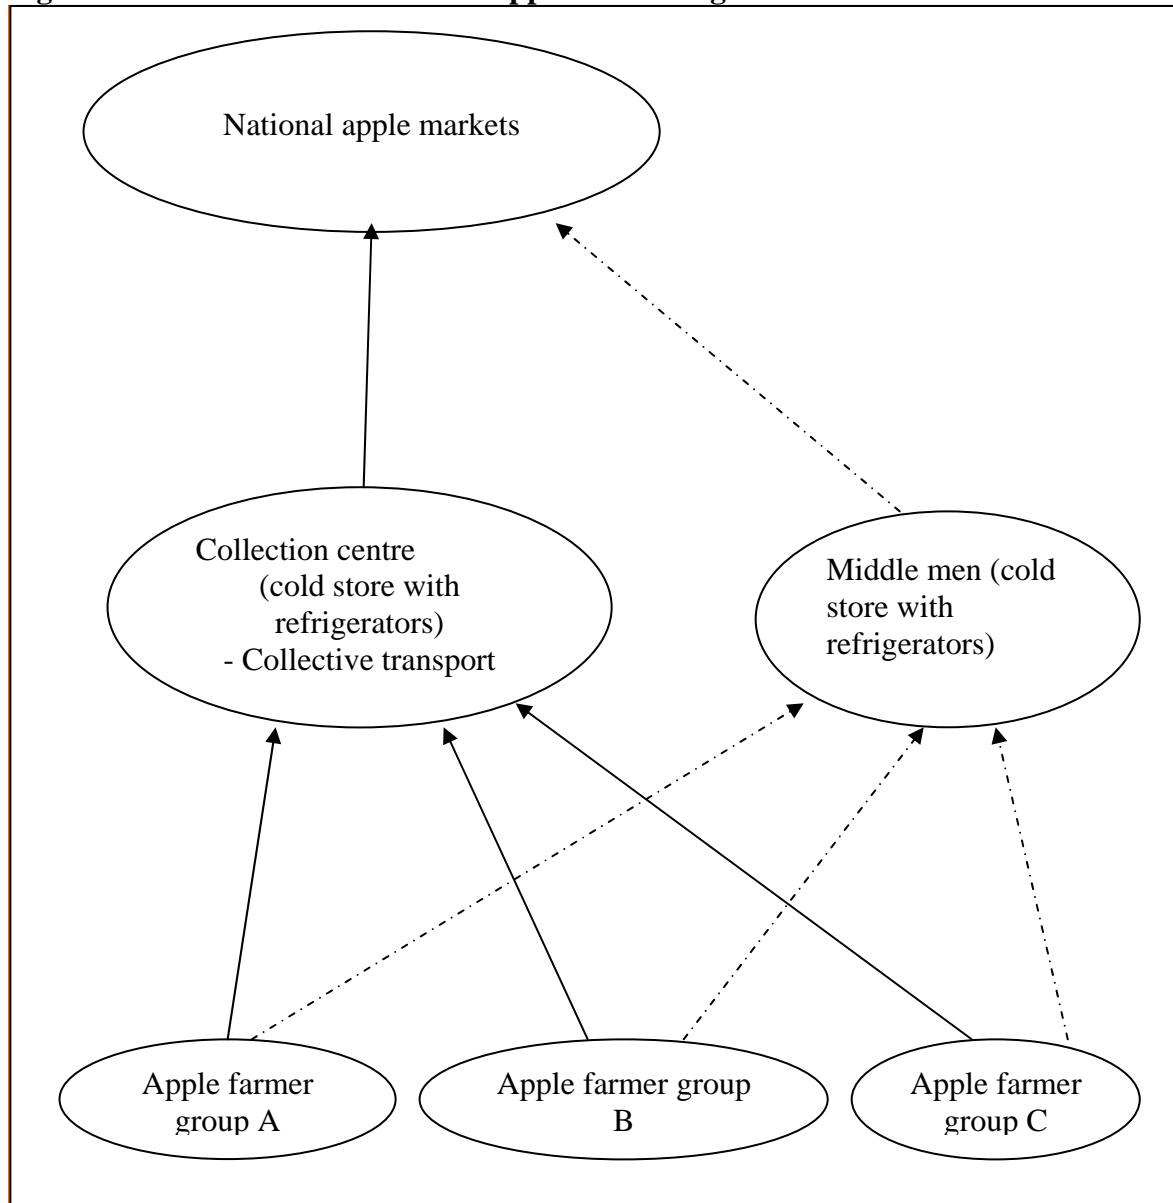 National apple markets
Collection centre
(cold store with
refrigerators)
- Collective transport
Middle men (cold
store with
refrigerators)
Apple farmer
group A
Apple farmer group
B
Apple farmer
group C